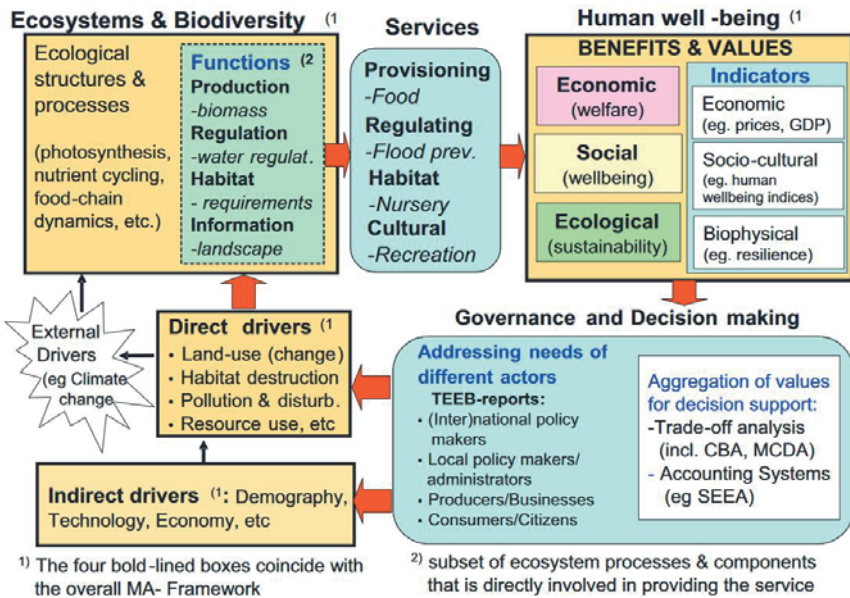 Ecosystems & Biodiversity (1
Ecological
structures &
processes
(photosynthesis,
nutrient cycling,
food-chain
dynamics, etc.)
Functions (2
Production
-biomass
Regulation
-water regulat.
Habitat
- requirements
Information
-landscape
Services
Provisioning
-Food
Regulating
-Flood prev.
Habitat
-Nursery
Cultural
-Recreation
Human well -being (1
BENEFITS & VALUES
Economic
(welfare)
Social
(wellbeing)
Ecological
(sustainability)
Indicators
Economic
(eg. prices, GDP)
Socio-cultural
(eg. human
wellbeing indices)
Biophysical
(eg. resilience)
External
Drivers
(eg Climate
change
Direct drivers (1
• Land-use (change)
• Habitat destruction
• Pollution & disturb.
• Resource use, etc
Indirect drivers (1: Demography,
Technology, Economy, etc
Governance and Decision making
Addressing needs of
different actors
TEEB-reports:
• (Inter)national policy
makers
• Local policy makers/
administrators
• Producers/Businesses
• Consumers/Citizens
Aggregation of values
for decision support:
-Trade-off analysis
(incl. CBA, MCDA)
- Accounting Systems
(eg SEEA)
1) The four bold-lined boxes coincide with
the overall MA- Framework
2) subset of ecosystem processes & components
that is directly involved in providing the service